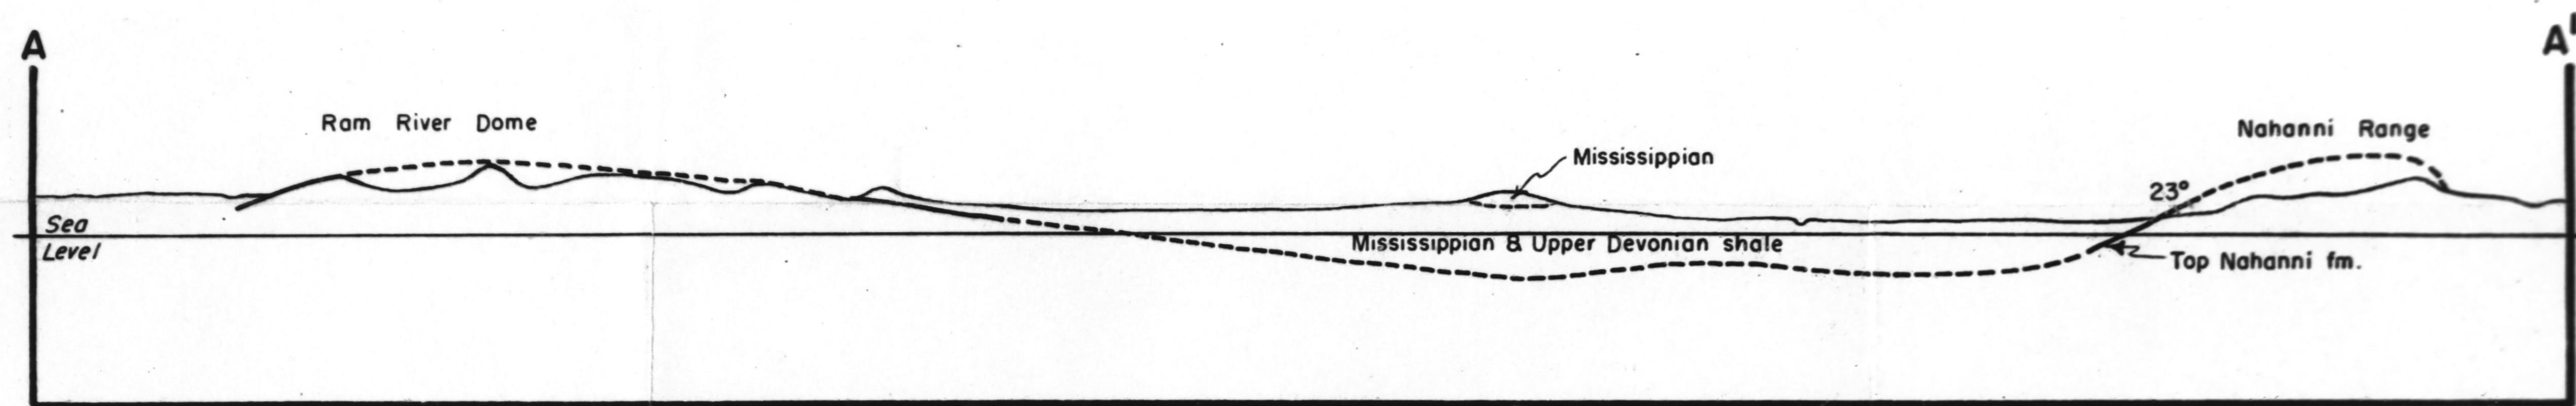 A
A'
Ram River Dome
Nahanni Range
Mississippian
23°
Sea
Level
Mississippian & Upper Devonian shale
Top Nahanni fm.